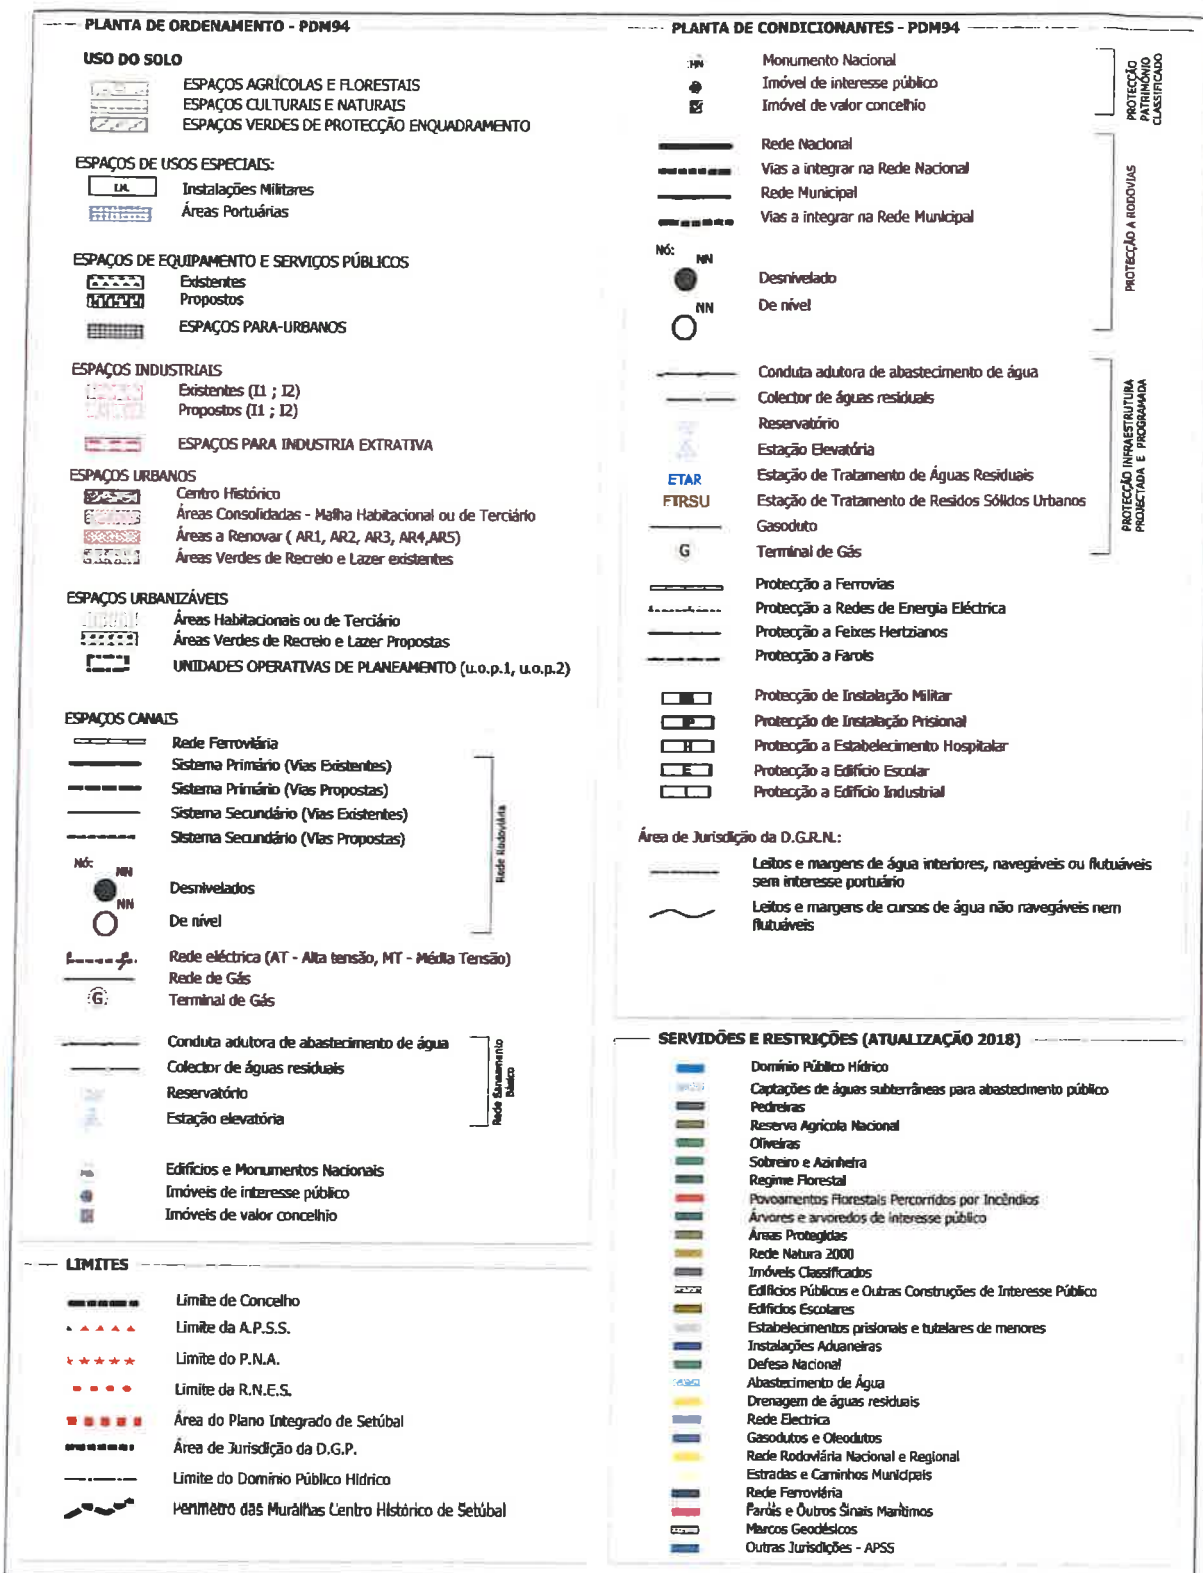 PLANTA DE ORDENAMENTO - PDM94
USO DO SOLO
ESPAÇOS AGRÍCOLAS E FLORESTAIS
ESPAÇOS CULTURAIS E NATURAIS
ESPAÇOS VERDES DE PROTECÇÃO ENQUADRAMENTO
ESPAÇOS DE USOS ESPECIAIS:
I.M. Instalações Militares
Áreas Portuárias
ESPAÇOS DE EQUIPAMENTO E SERVIÇOS PÚBLICOS
Existentes
Propostos
ESPAÇOS PARA-URBANOS
ESPAÇOS INDUSTRIAIS
Existentes (I1 ; I2)
Propostos (I1 ; I2)
ESPAÇOS PARA INDUSTRIA EXTRATIVA
ESPAÇOS URBANOS
Centro Histórico
Áreas Consolidadas - Malha Habitacional ou de Terciário
Áreas a Renovar ( AR1, AR2, AR3, AR4,AR5)
Áreas Verdes de Recreio e Lazer existentes
ESPAÇOS URBANIZÁVEIS
Áreas Habitacionais ou de Terciário
Áreas Verdes de Recreio e Lazer Propostas
UNIDADES OPERATIVAS DE PLANEAMENTO (u.o.p.1, u.o.p.2)
ESPAÇOS CANAIS
Rede Ferroviária
Sistema Primário (Vias Existentes)
Sistema Primário (Vias Propostas)
Sistema Secundário (Vias Existentes)
Sistema Secundário (Vias Propostas)
Nó:
NN
Desnivelados
NN
De nível
Rede Rodoviária
Rede eléctrica (AT - Alta tensão, MT - Média Tensão)
Rede de Gás
G Terminal de Gás
Conduta adutora de abastecimento de água
Colector de águas residuais
Reservatório
Estação elevatória
Rede Saneamento
Básico
Edifícios e Monumentos Nacionais
Imóveis de interesse público
Imóveis de valor concelhio
LIMITES
Limite de Concelho
Limite da A.P.S.S.
Limite do P.N.A.
Limite da R.N.E.S.
Área do Plano Integrado de Setúbal
Área de Jurisdição da D.G.P.
Limite do Domínio Público Hídrico
Perímetro das Muralhas Centro Histórico de Setúbal
PLANTA DE CONDICIONANTES - PDM94
MN Monumento Nacional
Imóvel de interesse público
Imóvel de valor concelhio
PROTECÇÃO
PATRIMÓNIO
CLASSIFICADO
Rede Nacional
Vias a integrar na Rede Nacional
Rede Municipal
Vias a integrar na Rede Municipal
Nó:
NN
Desnivelado
NN
De nível
PROTECÇÃO A RODOVIAS
Conduta adutora de abastecimento de água
Colector de águas residuais
Reservatório
Estação Elevatória
ETAR Estação de Tratamento de Águas Residuais
ETRSU Estação de Tratamento de Residos Sólidos Urbanos
Gasoduto
G Terminal de Gás
PROTECÇÃO INFRAESTRUTURA
PROJECTADA E PROGRAMADA
Protecção a Ferrovias
Protecção a Redes de Energia Eléctrica
Protecção a Feixes Hertzianos
Protecção a Farois
Protecção de Instalação Militar
P Protecção de Instalação Prisional
H Protecção a Estabelecimento Hospitalar
E Protecção a Edifício Escolar
I Protecção a Edifício Industrial
Área de Jurisdição da D.G.R.N.:
Leitos e margens de água interiores, navegáveis ou flutuáveis
sem interesse portuário
Leitos e margens de cursos de água não navegáveis nem
flutuáveis
SERVIDÕES E RESTRIÇÕES (ATUALIZAÇÃO 2018)
Domínio Público Hídrico
Captações de águas subterrâneas para abastecimento público
Pedreiras
Reserva Agrícola Nacional
Oliveiras
Sobreiro e Azinheira
Regime Florestal
Povoamentos Florestais Percorridos por Incêndios
Árvores e arvoredos de interesse público
Áreas Protegidas
Rede Natura 2000
Imóveis Classificados
Edifícios Públicos e Outras Construções de Interesse Público
Edifícios Escolares
Estabelecimentos prisionais e tutelares de menores
Instalações Aduaneiras
Defesa Nacional
Abastecimento de Água
Drenagem de águas residuais
Rede Electrica
Gasodutos e Oleodutos
Rede Rodoviária Nacional e Regional
Estradas e Caminhos Municipais
Rede Ferroviária
Faróis e Outros Sinais Marítimos
Marcos Geodésicos
Outras Jurisdições - APSS